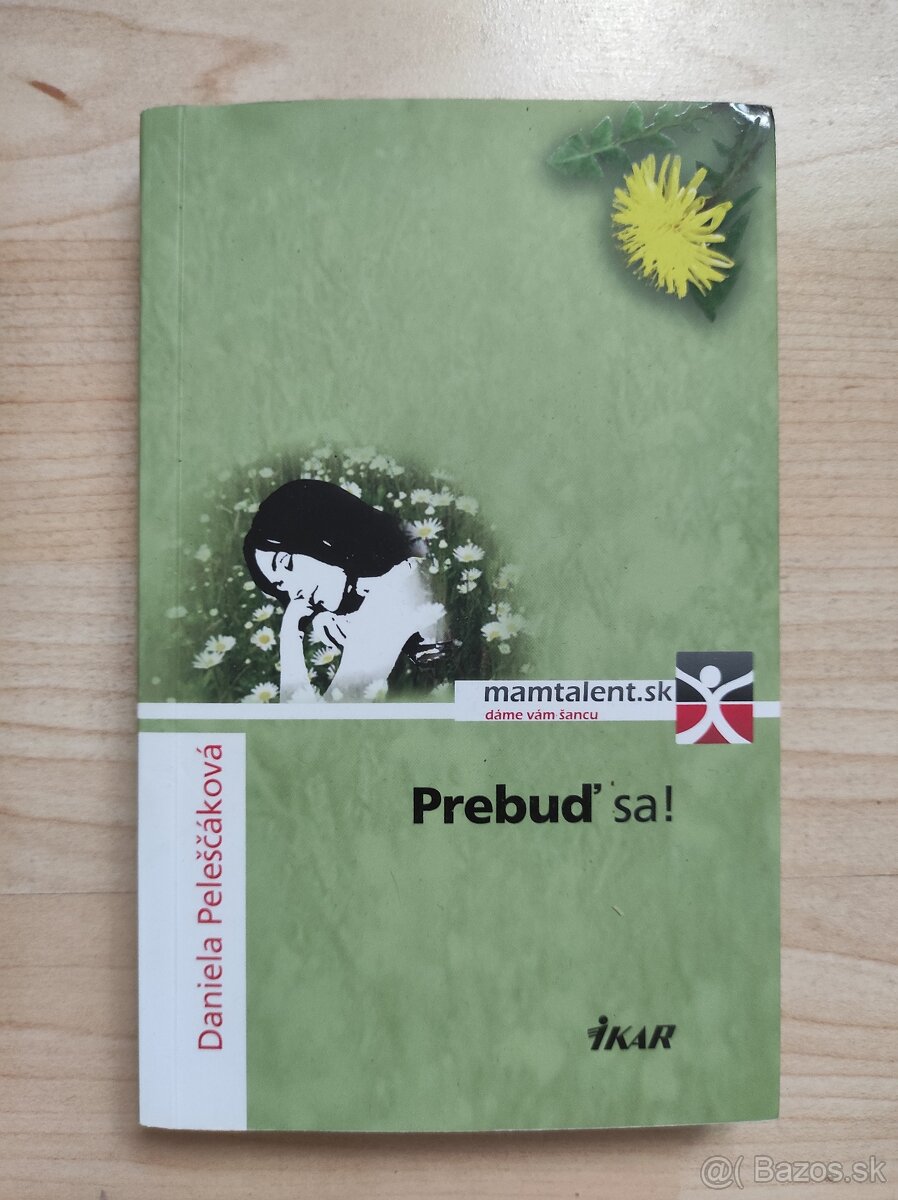 mamtalent.sk
dáme vám šancu
Prebuď sa!
Daniela Peleščáková
iKAR
@( Bazos.sk